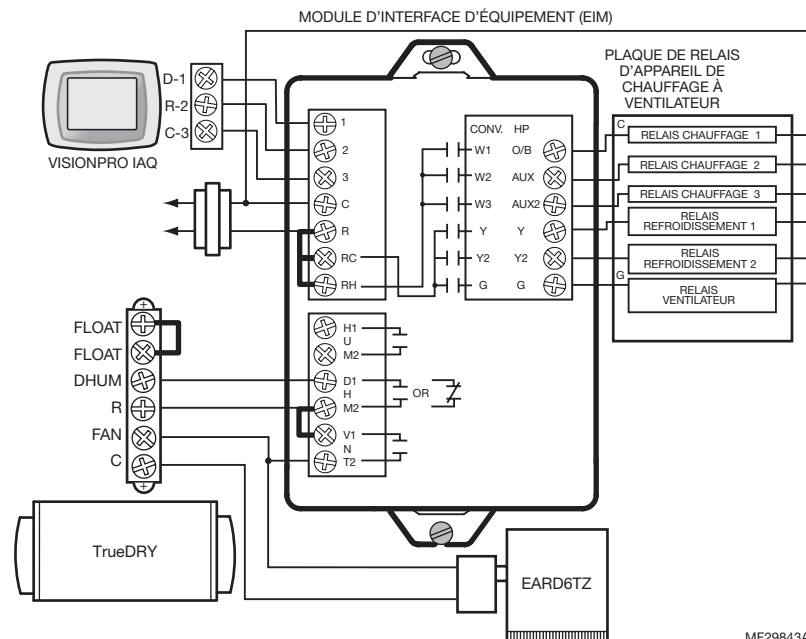 MODULE D'INTERFACE D'ÉQUIPEMENT (EIM)
PLAQUE DE RELAIS
D'APPAREIL DE
CHAUFFAGE À
VENTILATEUR
D-1
R-2
C-3
VISIONPRO IAQ
1
2
3
C
R
RC
RH
CONV. HP
W1 O/B
W2 AUX
W3 AUX2
Y Y
Y2 Y2
G G
C
RELAIS CHAUFFAGE 1
RELAIS CHAUFFAGE 2
RELAIS CHAUFFAGE 3
RELAIS
REFROIDISSEMENT 1
RELAIS
REFROIDISSEMENT 2
G
RELAIS
VENTILATEUR
FLOAT
FLOAT
DHUM
R
FAN
C
H1
U
M2
D1
H
M2
OR
V1
N
T2
TrueDRY
EARD6TZ
MF29843A